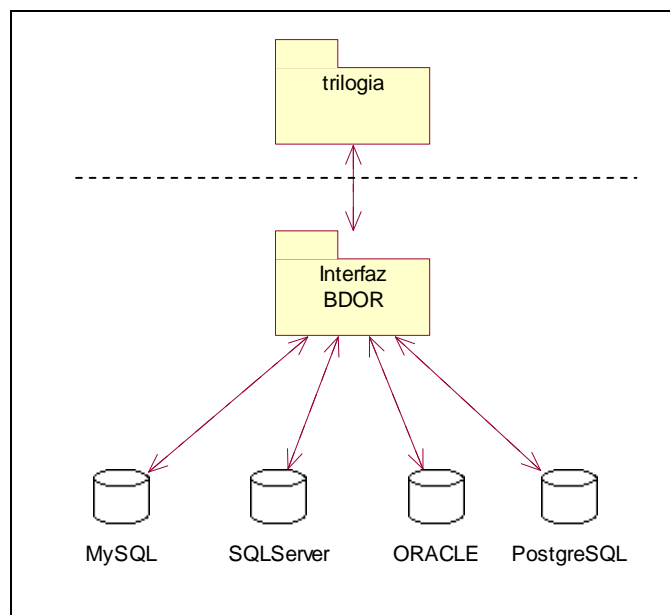 trilogia
Interfaz
BDOR
MySQL
SQLServer
ORACLE
PostgreSQL